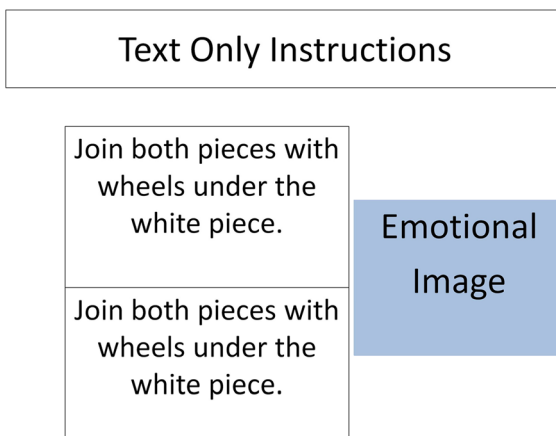 Text Only Instructions
Join both pieces with
wheels under the
white piece.
Emotional
Image
Join both pieces with
wheels under the
white piece.